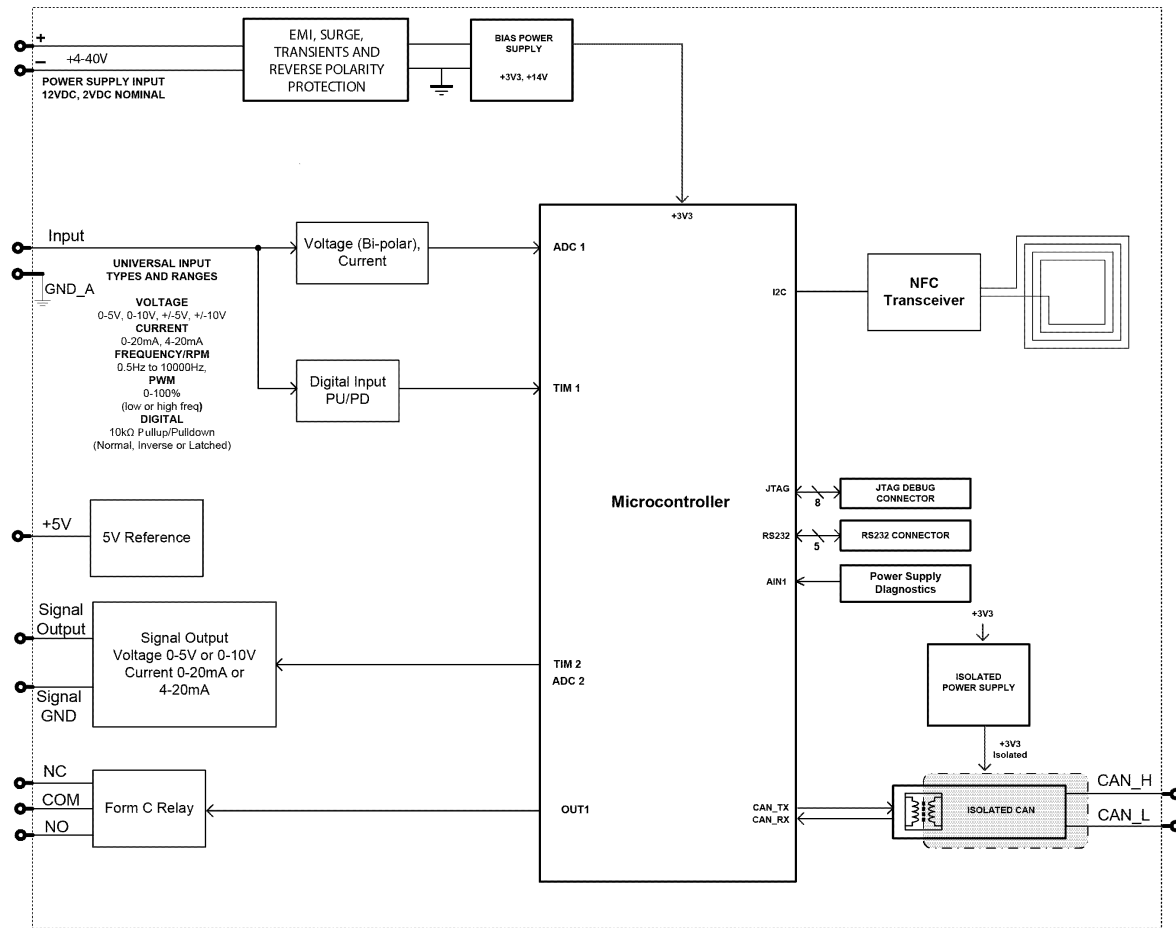 +
–
+4-40V
POWER SUPPLY INPUT
12VDC, 2VDC NOMINAL
EMI, SURGE,
TRANSIENTS AND
REVERSE POLARITY
PROTECTION
BIAS POWER
SUPPLY
+3V3, +14V
+3V3
Input
GND_A
UNIVERSAL INPUT
TYPES AND RANGES
VOLTAGE
0-5V, 0-10V, +/-5V, +/-10V
CURRENT
0-20mA, 4-20mA
FREQUENCY/RPM
0.5Hz to 10000Hz,
PWM
0-100%
(low or high freq)
DIGITAL
10kΩ Pullup/Pulldown
(Normal, Inverse or Latched)
Voltage (Bi-polar),
Current
ADC 1
Digital Input
PU/PD
TIM 1
Microcontroller
I2C
NFC
Transceiver
JTAG
8
JTAG DEBUG
CONNECTOR
RS232
5
RS232 CONNECTOR
AIN1
Power Supply
DIagnostics
+5V
5V Reference
Signal
Output
Signal
GND
Signal Output
Voltage 0-5V or 0-10V
Current 0-20mA or
4-20mA
TIM 2
ADC 2
+3V3
ISOLATED
POWER SUPPLY
+3V3
Isolated
NC
COM
NO
Form C Relay
OUT1
CAN_TX
CAN_RX
ISOLATED CAN
CAN_H
CAN_L